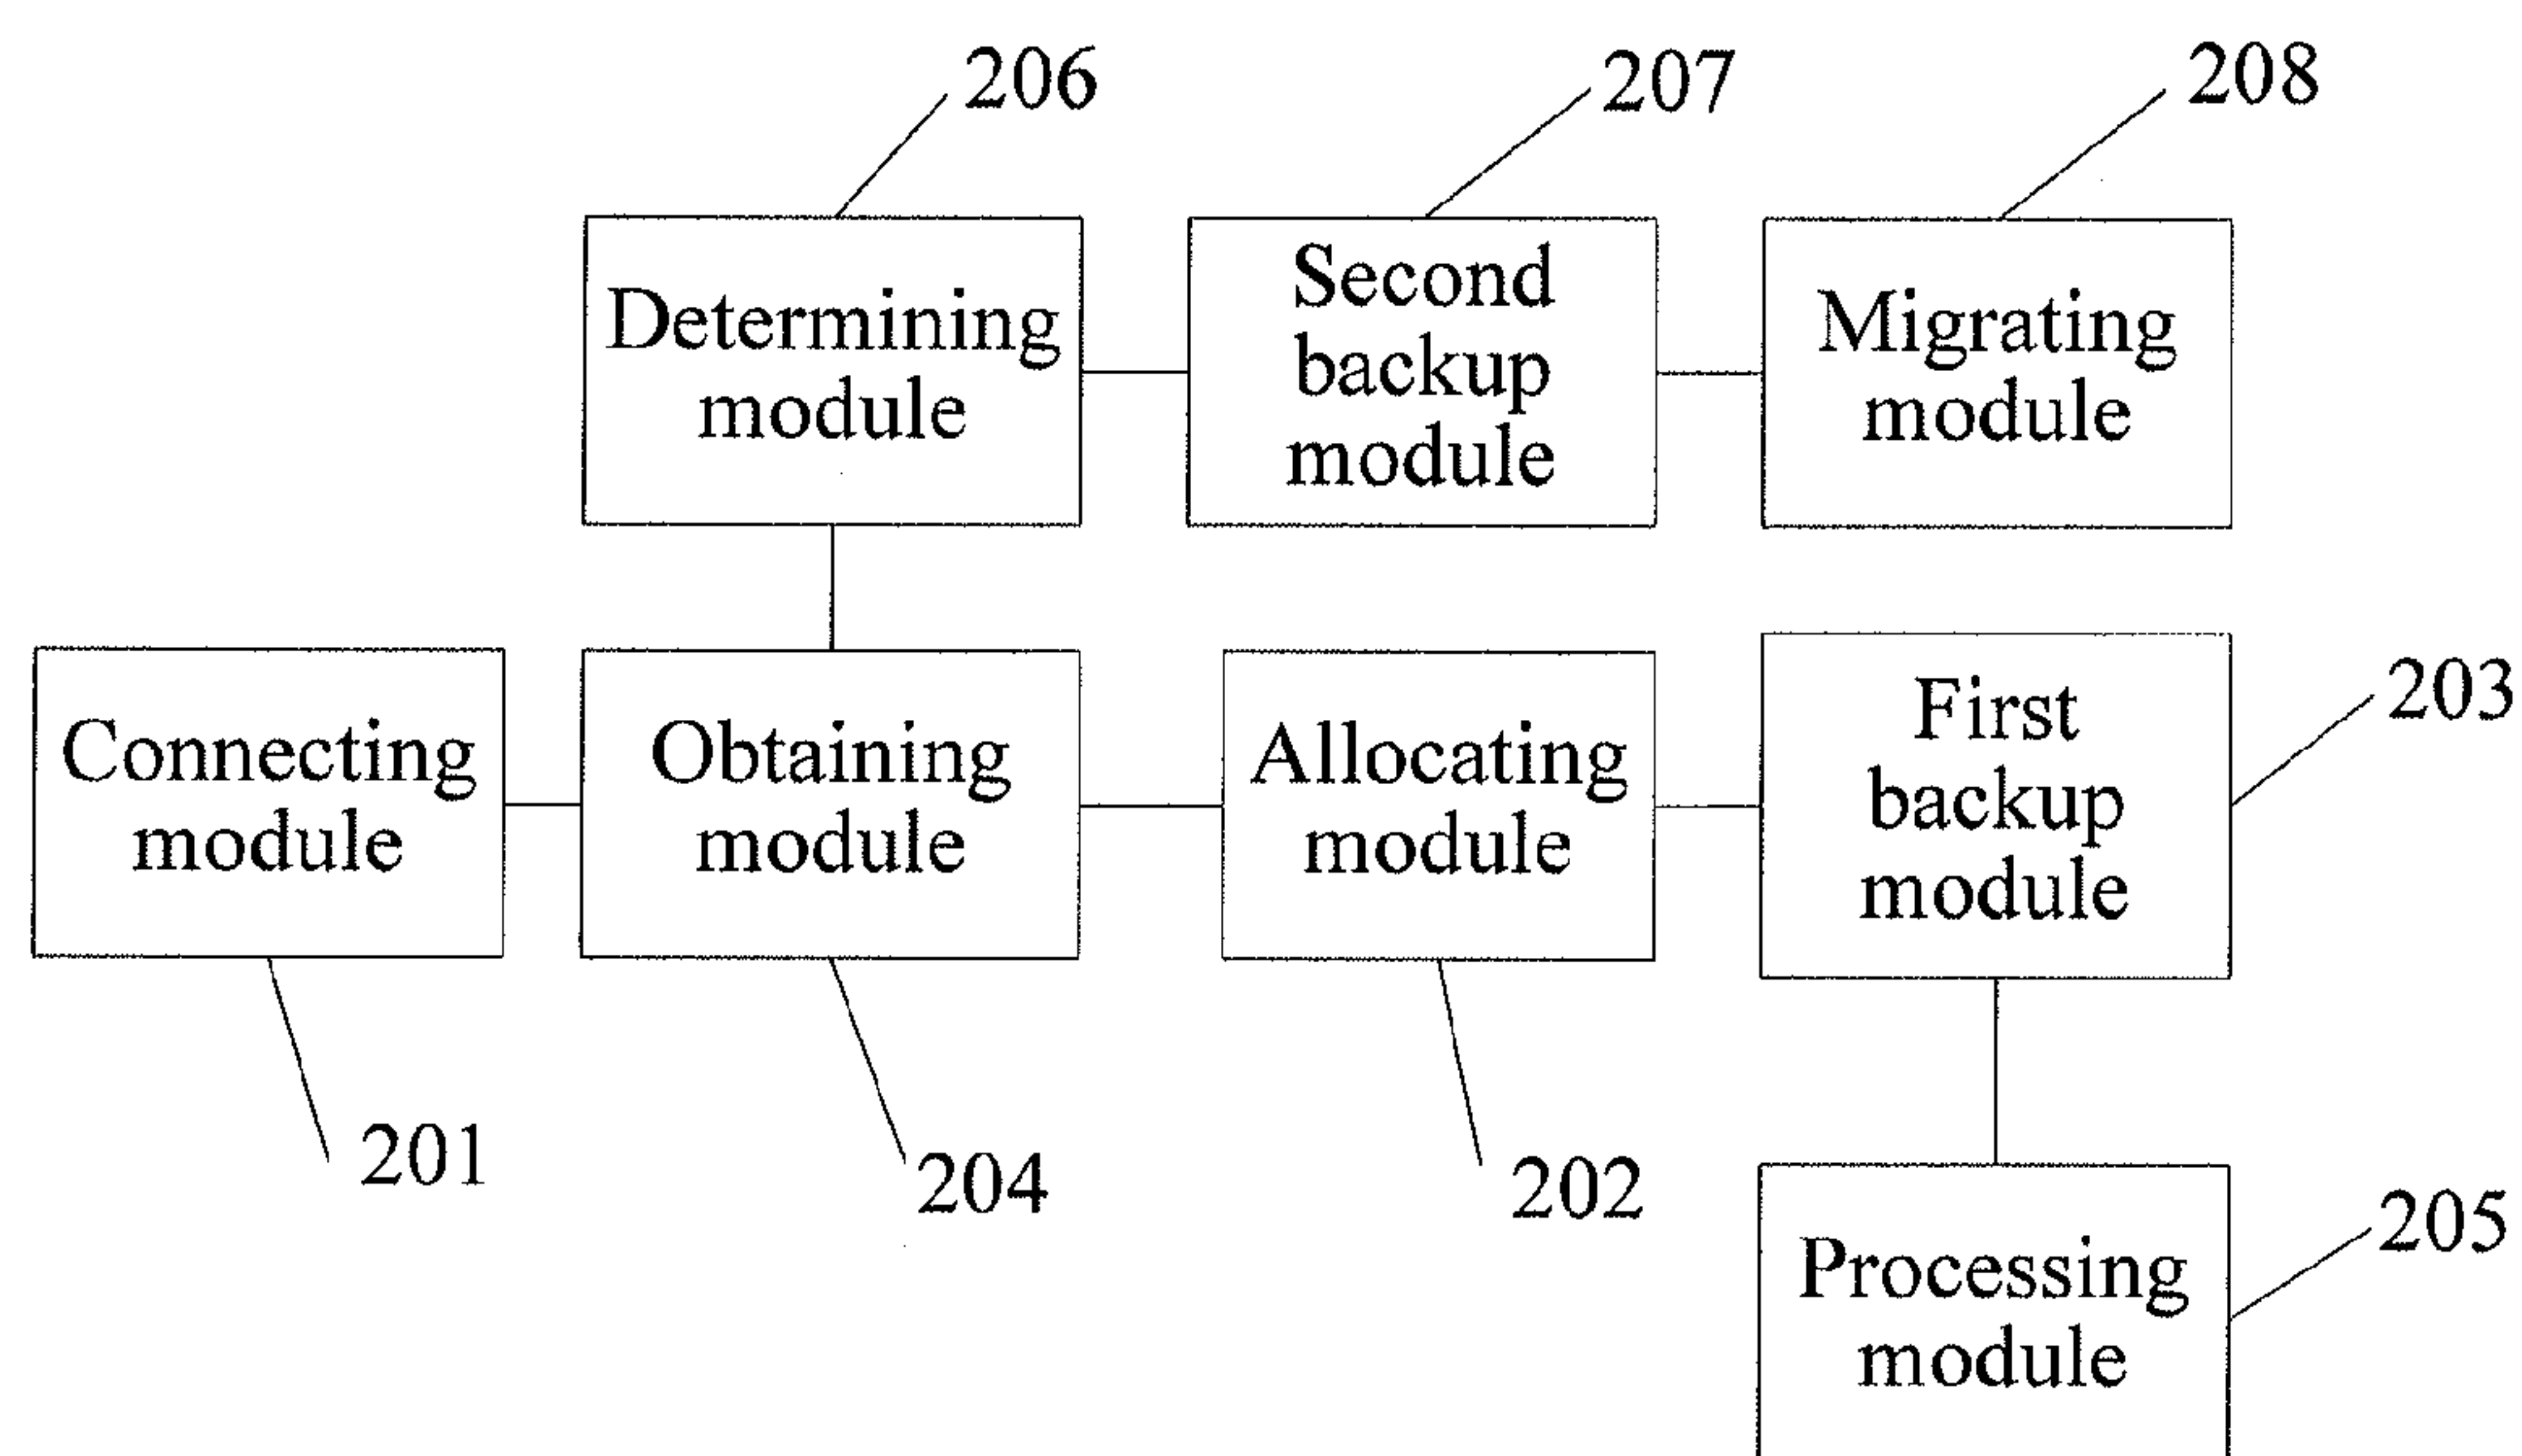 206
207
208
Determining
module
Second
backup
module
Migrating
module
Connecting
module
Obtaining
module
Allocating
module
First
backup
module
203
201
204
202
Processing
module
205